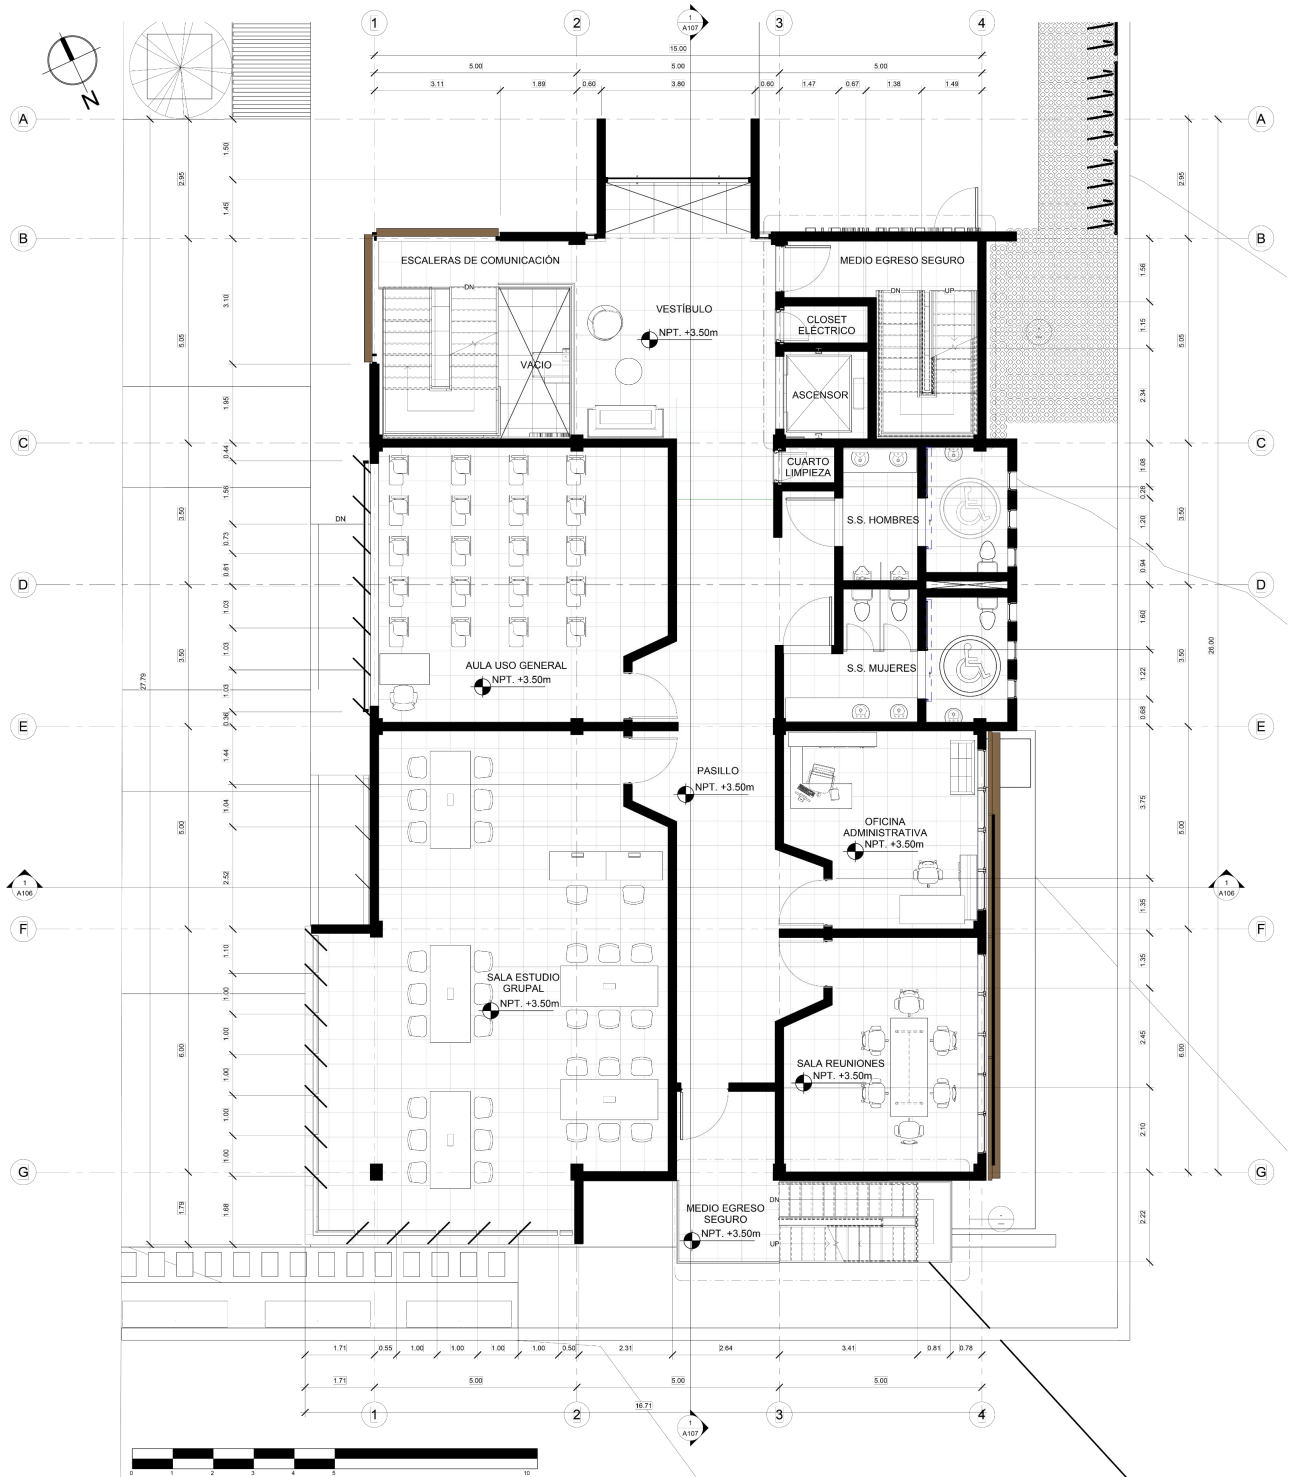 1
2
1
A107
3
4
15.00
5.00
5.00
5.00
3.11
1.89
0.60
3.80
0.60
1.47
0.67
1.38
1.49
N
A
A
1.50
2.95
1.45
2.95
B
B
ESCALERAS DE COMUNICACIÓN
MEDIO EGRESO SEGURO
DN
DN
UP
VESTÍBULO
NPT. +3.50m
CLOSET
ELÉCTRICO
VACIO
ASCENSOR
3.10
5.05
1.95
1.56
1.15
5.05
2.34
C
C
CUARTO
LIMPIEZA
0.44
1.56
3.50
0.73
0.81
DN
S.S. HOMBRES
1.08
0.28
1.20
3.50
0.94
D
D
1.03
1.03
3.50
1.03
0.36
27.79
AULA USO GENERAL
NPT. +3.50m
S.S. MUJERES
1.60
1.22
3.50
0.68
26.00
E
E
1.44
1.04
5.00
2.52
PASILLO
NPT. +3.50m
OFICINA
ADMINISTRATIVA
NPT. +3.50m
3.75
5.00
1.35
1
A106
1
A106
F
F
1.10
1.00
1.00
6.00
1.00
1.00
1.00
SALA ESTUDIO
GRUPAL
NPT. +3.50m
SALA REUNIONES
NPT. +3.50m
1.35
2.45
6.00
2.10
G
G
1.79
1.68
MEDIO EGRESO
SEGURO
NPT. +3.50m
DN
UP
2.22
1.71
0.55
1.00
1.00
1.00
1.00
0.50
2.31
2.64
3.41
0.81
0.78
1.71
5.00
5.00
5.00
16.71
1
2
1
A107
3
4
0
1
2
3
4
5
10